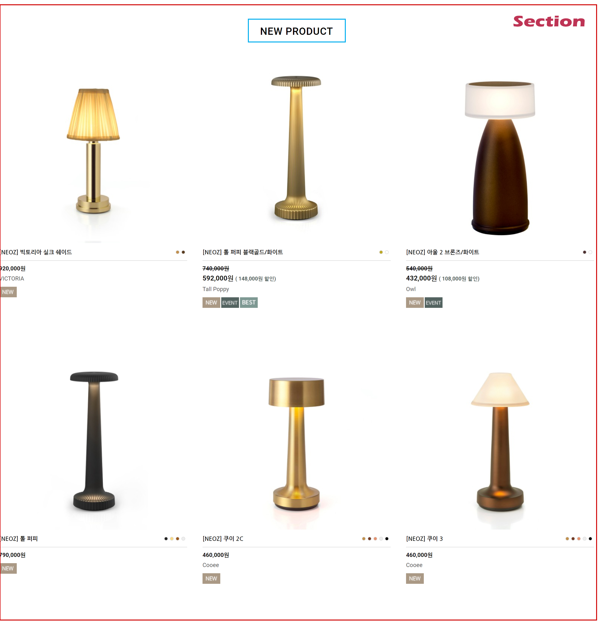 Section
NEW PRODUCT
[NEOZ] 빅토리아 실크 쉐이드
920,000원
VICTORIA
NEW
[NEOZ] 톨 퍼피 블랙골드/화이트
740,000원
592,000원 ( 148,000원 할인)
Tall Poppy
NEW EVENT BEST
[NEOZ] 아울 2 브론즈/화이트
540,000원
432,000원 ( 108,000원 할인)
Owl
NEW EVENT
[NEOZ] 톨 퍼피
790,000원
NEW
[NEOZ] 쿠이 2C
460,000원
Cooee
NEW
[NEOZ] 쿠이 3
460,000원
Cooee
NEW